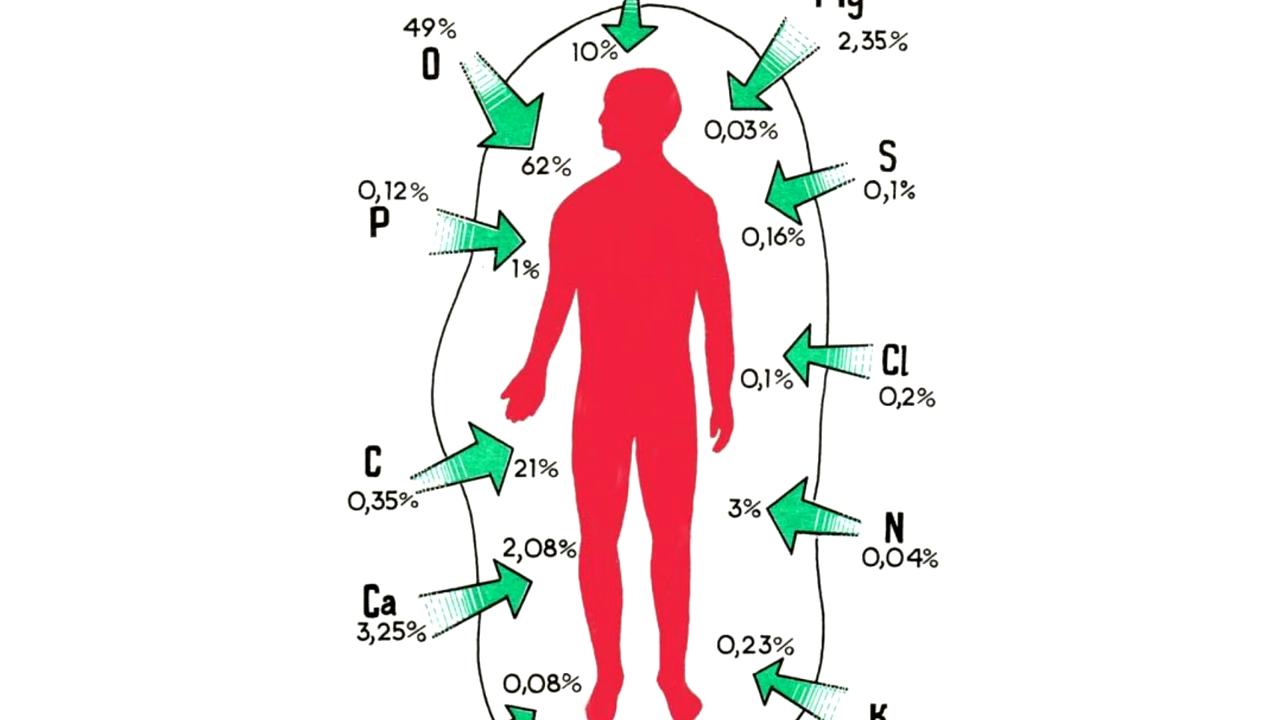 49%
O
10%
Mg
2,35%
0,03%
62%
S
0,1%
0,12%
P
0,16%
1%
Cl
0,1%
0,2%
C
21%
0,35%
3%
N
0,04%
2,08%
Ca
3,25%
0,23%
0,08%
K